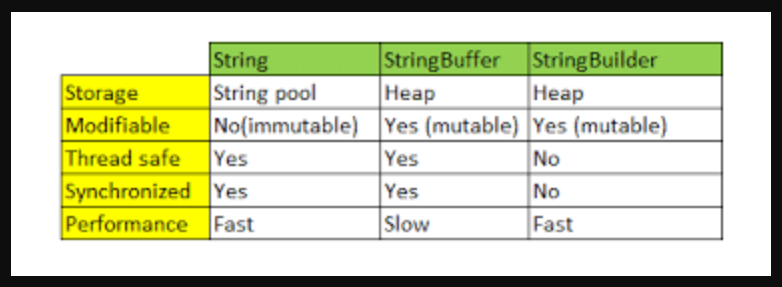 String StringBuffer StringBuilder
Storage String pool Heap Heap
Modifiable No(immutable) Yes (mutable) Yes (mutable)
Thread safe Yes Yes No
Synchronized Yes Yes No
Performance Fast Slow Fast